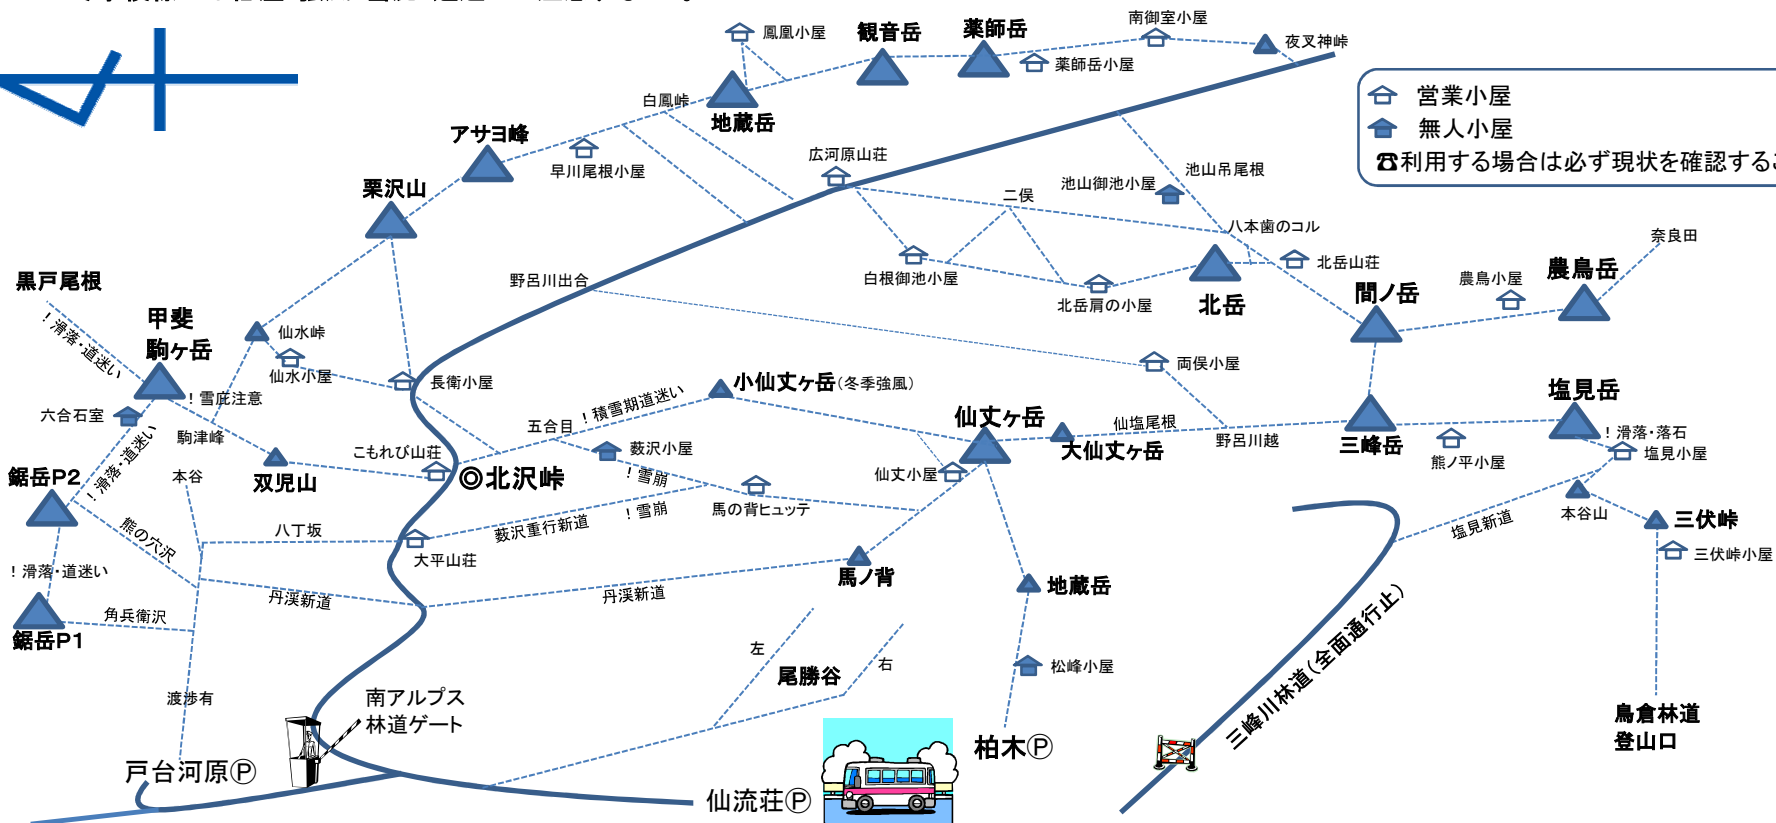 鳳凰小屋
観音岳
薬師岳
南御室小屋
夜叉神峠
薬師岳小屋
営業小屋
無人小屋
☎利用する場合は必ず現状を確認するこ
白鳳峠
地蔵岳
アサヨ峰
早川尾根小屋
広河原山荘
池山吊尾根
池山御池小屋
二俣
栗沢山
八本歯のコル
奈良田
白根御池小屋
北岳山荘
北岳肩の小屋
北岳
農鳥小屋
農鳥岳
間ノ岳
野呂川出合
黒戸尾根
！滑落・道迷い
甲斐
駒ヶ岳
仙水峠
仙水小屋
長衛小屋
両俣小屋
小仙丈ヶ岳(冬季強風)
！雪庇注意
六合石室
駒津峰
！滑落・道迷い
！積雪期道迷い
五合目
仙丈ヶ岳
仙塩尾根
大仙丈ヶ岳
野呂川越
三峰岳
塩見岳
！滑落・落石
塩見小屋
熊ノ平小屋
こもれび山荘
◎北沢峠
薮沢小屋
！雪崩
仙丈小屋
双児山
本谷
鋸岳P2
熊の穴沢
八丁坂
大平山荘
薮沢重行新道
！雪崩
馬の背ヒュッテ
塩見新道
本谷山
三伏峠
三伏峠小屋
！滑落・道迷い
丹渓新道
丹渓新道
馬ノ背
地蔵岳
鋸岳P1
角兵衛沢
左
右
尾勝谷
松峰小屋
三峰川林道(全面通行止)
渡渉有
南アルプス
林道ゲート
鳥倉林道
登山口
戸台河原Ⓟ
柏木Ⓟ
仙流荘Ⓟ